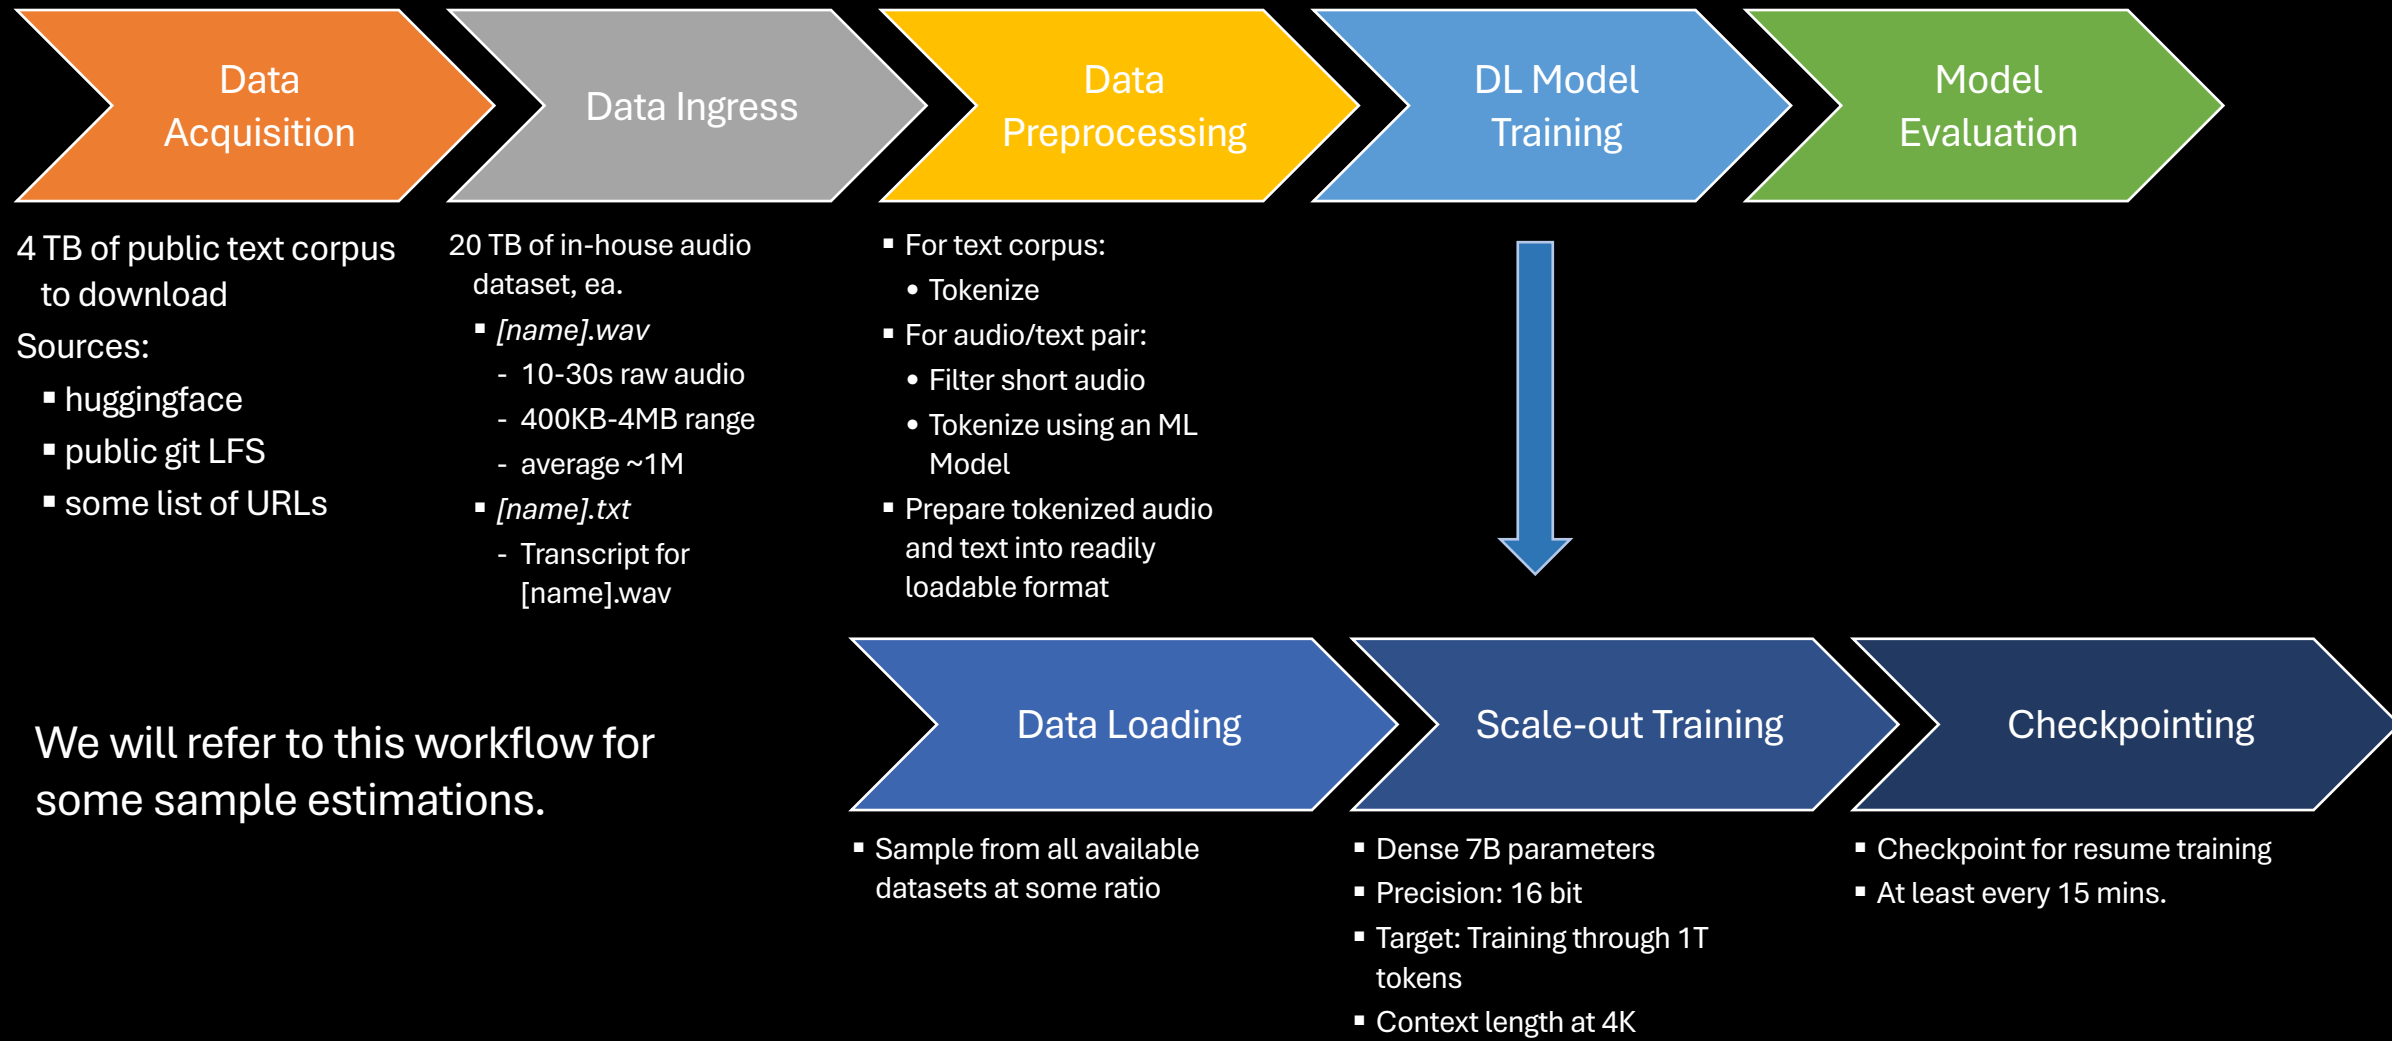 Data
Acquisition
Data Ingress
Data
Preprocessing
DL Model
Training
Model
Evaluation
4 TB of public text corpus
to download
Sources:
▪ huggingface
▪ public git LFS
▪ some list of URLs
20 TB of in-house audio
dataset, ea.
▪ [name].wav
- 10-30s raw audio
- 400KB-4MB range
- average ~1M
▪ [name].txt
- Transcript for
[name].wav
▪ For text corpus:
• Tokenize
▪ For audio/text pair:
• Filter short audio
• Tokenize using an ML
Model
▪ Prepare tokenized audio
and text into readily
loadable format
We will refer to this workflow for
some sample estimations.
Data Loading
Scale-out Training
Checkpointing
▪ Sample from all available
datasets at some ratio
▪ Dense 7B parameters
▪ Precision: 16 bit
▪ Target: Training through 1T
tokens
▪ Context length at 4K
▪ Checkpoint for resume training
▪ At least every 15 mins.